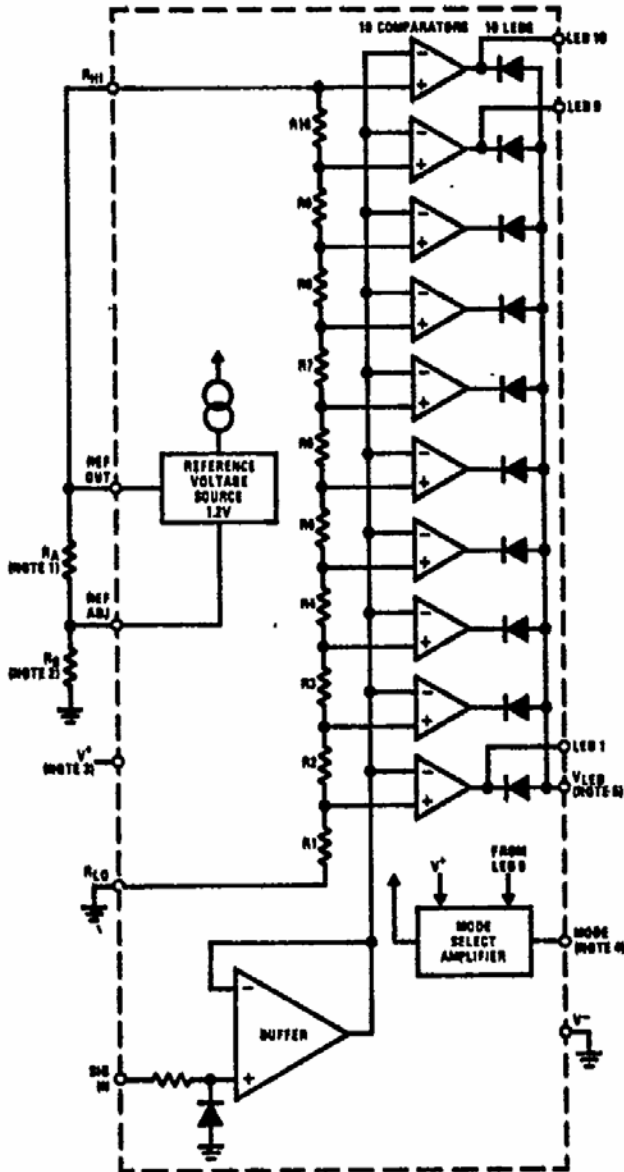 10 COMPARATORS
10 LEDS
LED 10
RHI
LED 9
R10
R9
R8
R7
R6
R5
R4
R3
R2
R1
REF
OUT
REFERENCE
VOLTAGE
SOURCE
1.2V
RA
(NOTE 1)
REF
ADJ
RB
(NOTE 2)
V+
(NOTE 3)
LED 1
VLED
(NOTE 5)
RLO
V+
FROM
LED 9
MODE
SELECT
AMPLIFIER
MODE
(NOTE 4)
BUFFER
V−
SIG
IN
− + − + − + − + − + − + − + − + − + − +
− +